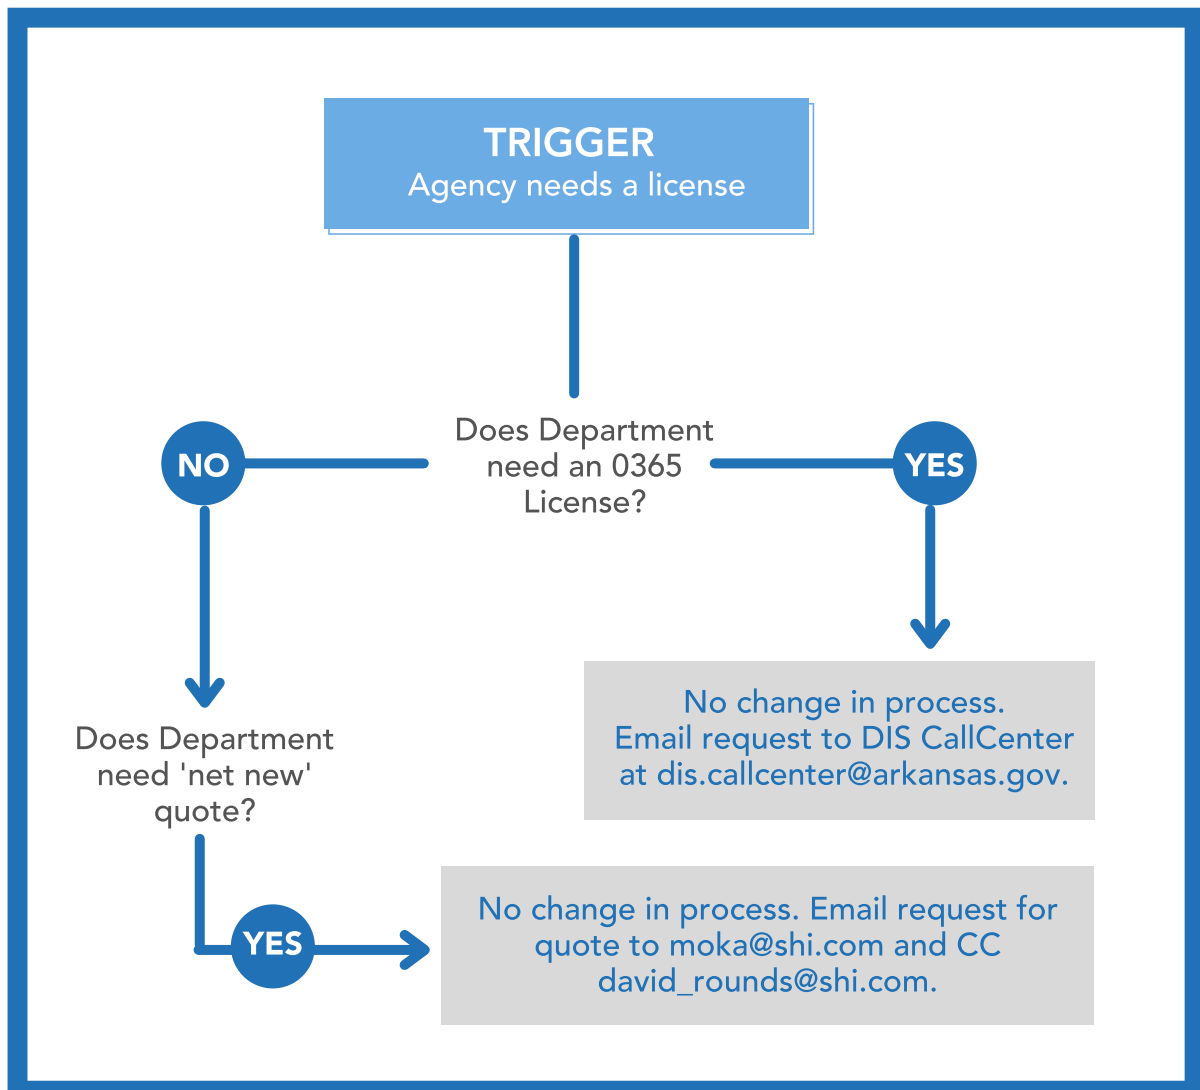 TRIGGER
Agency needs a license
Does Department
need an 0365
License?
NO
YES
No change in process.
Email request to DIS CallCenter
at dis.callcenter@arkansas.gov.
Does Department
need 'net new'
quote?
YES
No change in process. Email request for
quote to moka@shi.com and CC
david_rounds@shi.com.